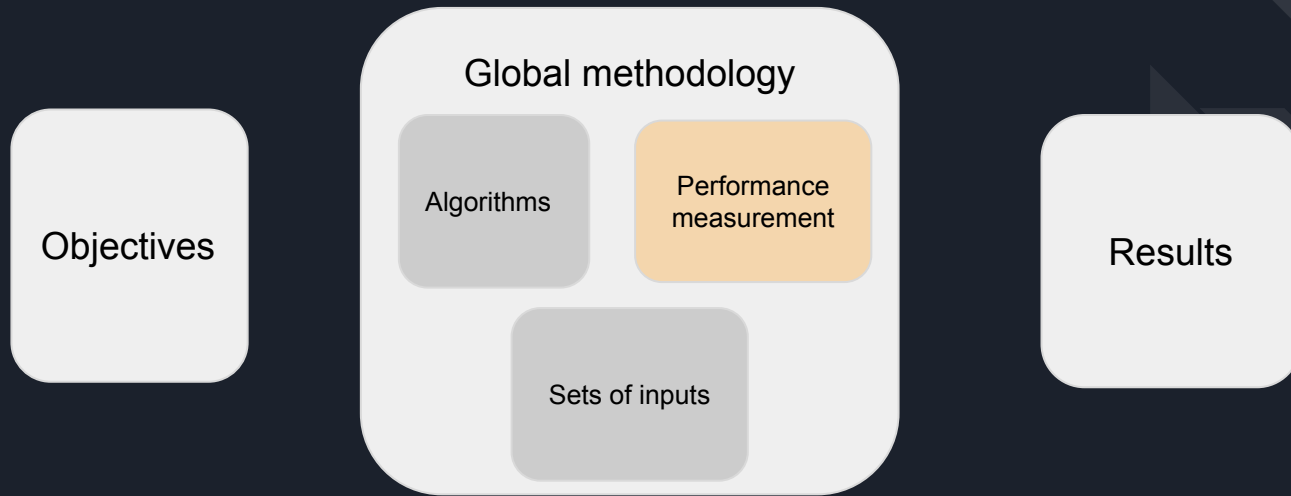 Objectives
Global methodology
Algorithms
Performance
measurement
Sets of inputs
Results